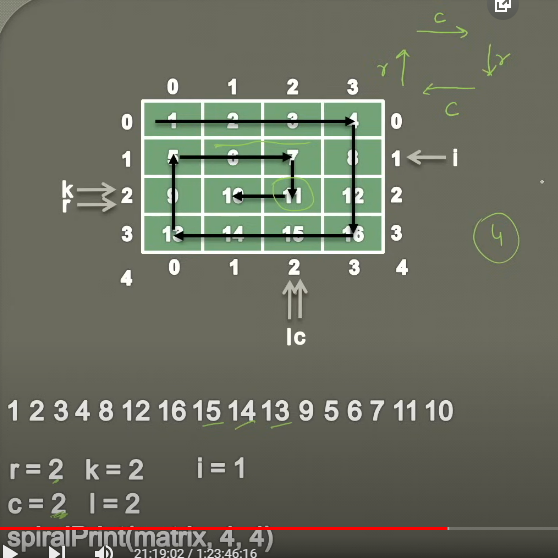 c
r r
c
0 1 2 3
0 1 2 3 4 0
1 5 6 7 8 1 i
k
r
2 9 10 11 12 2
3 13 14 15 16 3
4
4 0 1 2 3 4
lc
1 2 3 4 8 12 16 15 14 13 9 5 6 7 11 10
r = 2 k = 2 i = 1
c = 2 l = 2
spiralPrint(matrix, 4, 4)
21:19:02 / 1:23:46:16